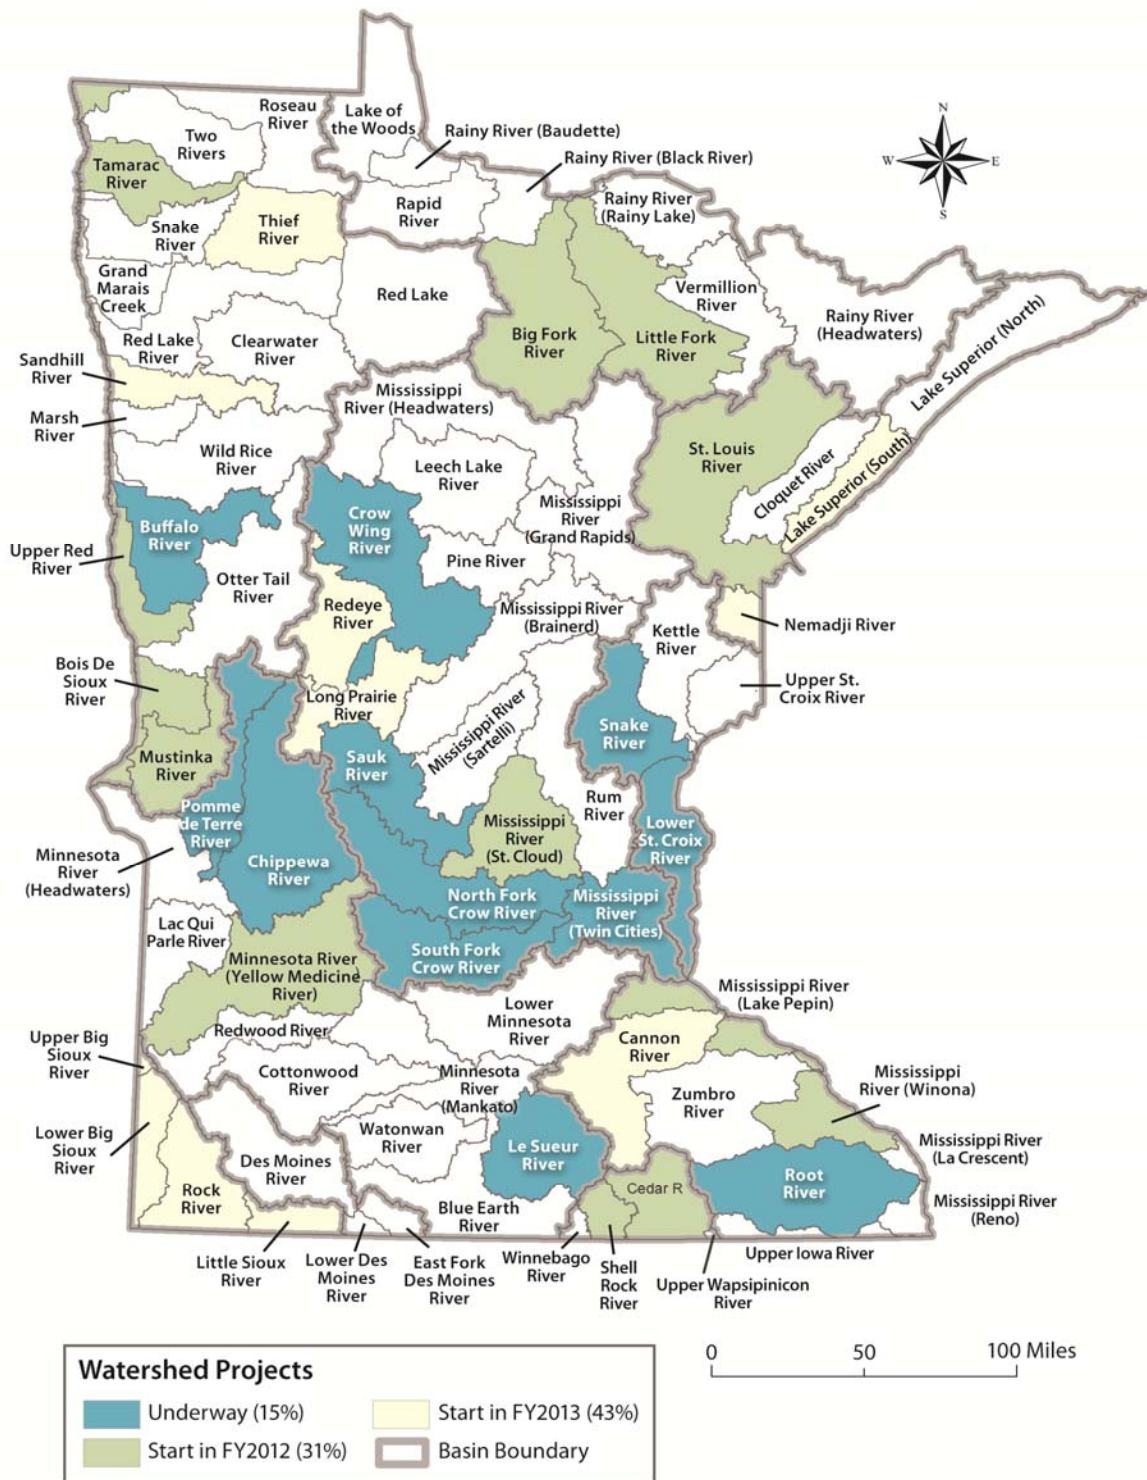 Lake of
the Woods
Roseau
River
Two
Rivers
Rainy River (Baudette)
Rainy River (Black River)
N
W
E
S
Tamarac
River
Rapid
River
Rainy River
(Rainy Lake)
Snake
River
Thief
River
Grand
Marais
Creek
Red Lake
Vermillion
River
Rainy River
(Headwaters)
Lake Superior (North)
Red Lake
River
Clearwater
River
Big Fork
River
Little Fork
River
Sandhill
River
Mississippi
River (Headwaters)
Marsh
River
Wild Rice
River
Leech Lake
River
St. Louis
River
Cloquet River
Lake Superior (South)
Buffalo
River
Crow
Wing
River
Mississippi
River
(Grand Rapids)
Upper Red
River
Otter Tail
River
Pine River
Redeye
River
Mississippi River
(Brainerd)
Kettle
River
Nemadji River
Bois De
Sioux
River
Long Prairie
River
Upper St.
Croix River
Mississippi River
(Sartelli)
Snake
River
Mustinka
River
Sauk
River
Rum
River
Pomme
de Terre
River
Mississippi
River
(St. Cloud)
Lower
St. Croix
River
Minnesota
River
(Headwaters)
Chippewa
River
North Fork
Crow River
Mississippi
River
(Twin Cities)
Lac Qui
Parle River
South Fork
Crow River
Minnesota River
(Yellow Medicine
River)
Mississippi River
(Lake Pepin)
Lower
Minnesota
River
Redwood River
Upper Big
Sioux
River
Cannon
River
Cottonwood
River
Minnesota
River
(Mankato)
Zumbro
River
Mississippi
River (Winona)
Lower Big
Sioux
River
Watonwan
River
Le Sueur
River
Mississippi River
(La Crescent)
Des Moines
River
Root
River
Rock
River
Cedar R
Blue Earth
River
Mississippi River
(Reno)
Little Sioux
River
Lower Des
Moines
River
East Fork
Des Moines
River
Winnebago
River
Shell
Rock
River
Upper Wapsipinicon
River
Upper Iowa River
Watershed Projects
Underway (15%)
Start in FY2013 (43%)
Start in FY2012 (31%)
Basin Boundary
0
50
100 Miles